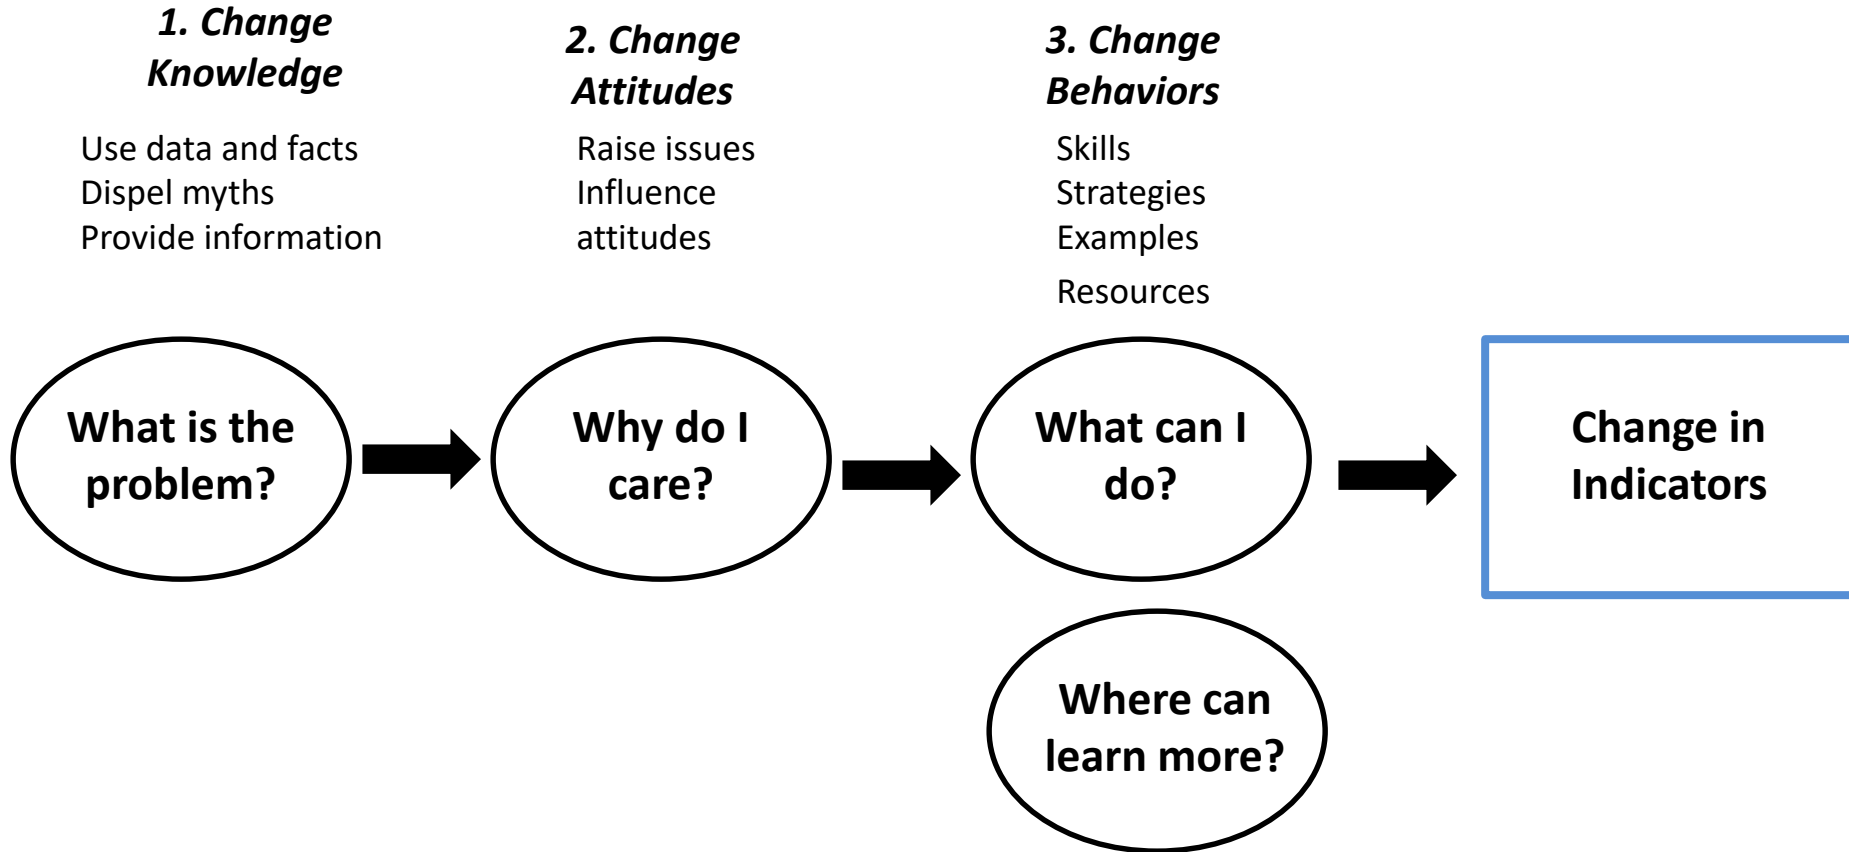 1. Change
Knowledge
Use data and facts
Dispel myths
Provide information
2. Change
Attitudes
Raise issues
Influence
attitudes
3. Change
Behaviors
Skills
Strategies
Examples
Resources
What is the
problem?
Why do I
care?
What can I
do?
Change in
Indicators
Where can
learn more?